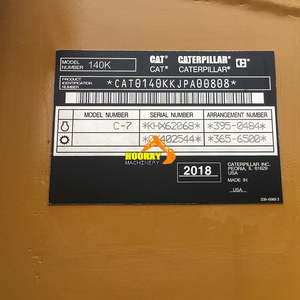 MODEL NUMBER 140K CAT® CATERPILLAR®
CAT® CATERPILLAR®
PRODUCT IDENTIFICATION NUMBER *CAT0140KKJPA00808*
MODEL NUMBER SERIAL NUMBER ARRANGEMENT NUMBER
C-7 *KHX62068* *395-0484*
*365-6500*
HOORAY
MACHINERY
2018
CATERPILLAR INC.
PEORIA, IL 61629
USA
MADE IN
USA